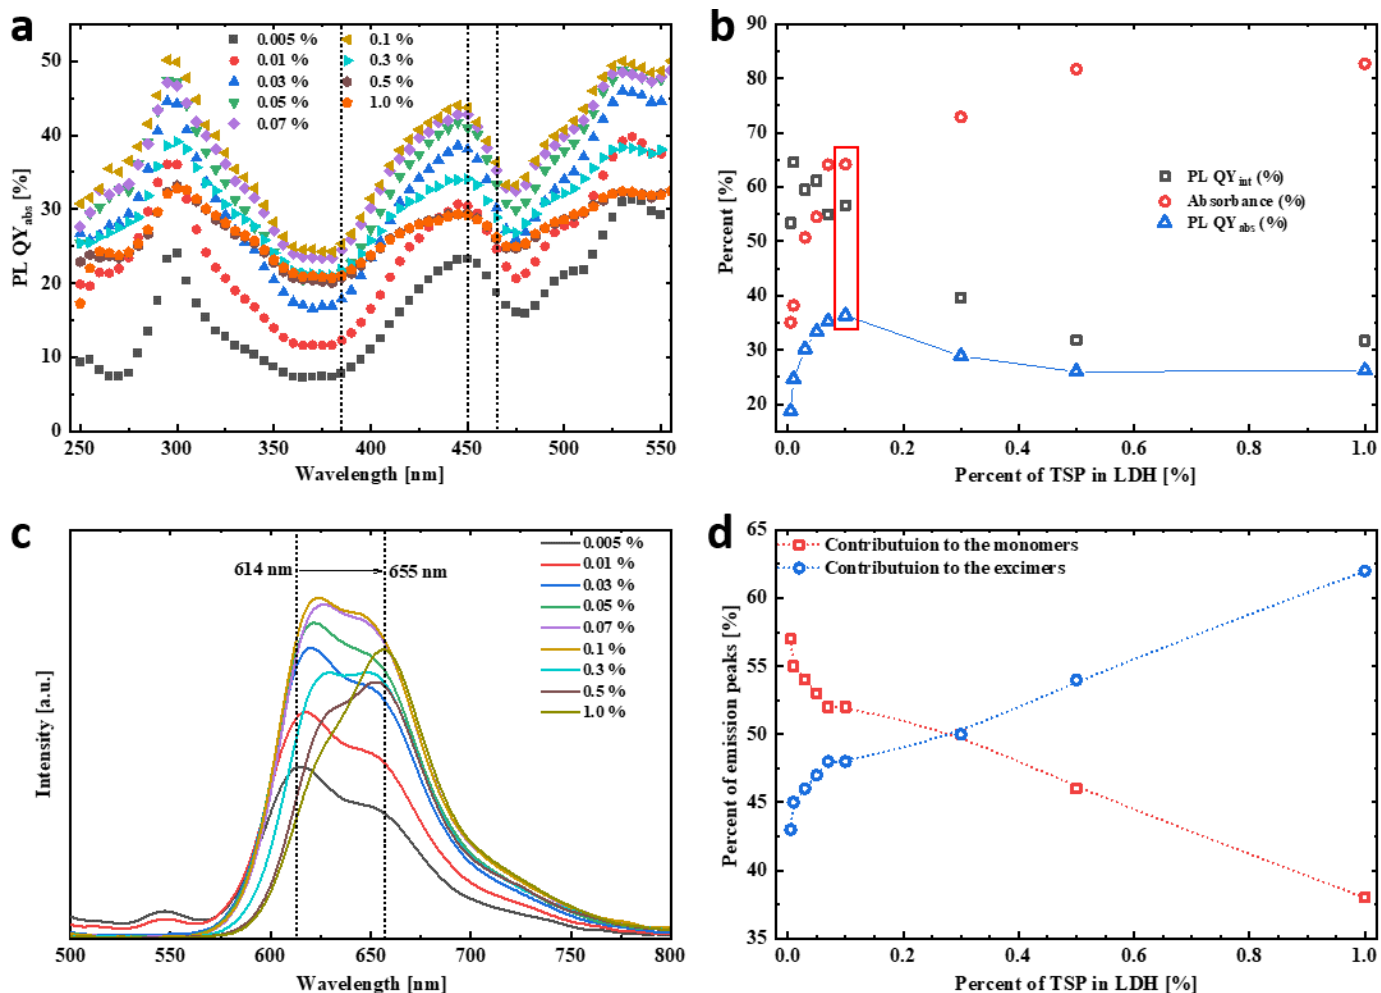 a
0.005 %
0.01 %
0.03 %
0.05 %
0.07 %
0.1 %
0.3 %
0.5 %
1.0 %
PL QYabs [%]
50
40
30
20
10
0
250 300 350 400 450 500 550
Wavelength [nm]
b
90
80
70
60
50
40
30
20
Percent [%]
PL QYint (%)
Absorbance (%)
PL QYabs (%)
0.0 0.2 0.4 0.6 0.8 1.0
Percent of TSP in LDH [%]
c
614 nm
655 nm
0.005 %
0.01 %
0.03 %
0.05 %
0.07 %
0.1 %
0.3 %
0.5 %
1.0 %
Intensity [a.u.]
500 550 600 650 700 750 800
Wavelength [nm]
d
Contributuion to the monomers
Contributuion to the excimers
Percent of emission peaks [%]
65
60
55
50
45
40
35
0.0 0.2 0.4 0.6 0.8 1.0
Percent of TSP in LDH [%]